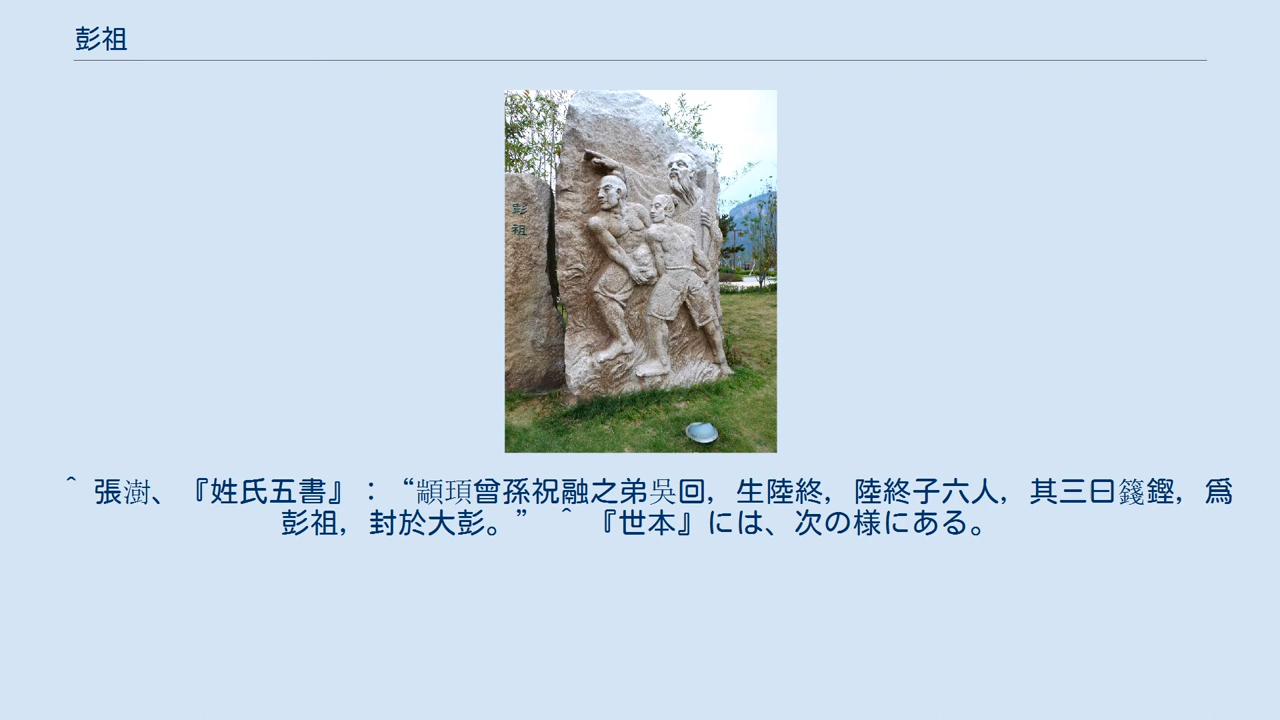 彭祖
彭
祖
^ 張澍、『姓氏五書』：“顓頊曾孫祝融之弟吳回，生陸終，陸終子六人，其三曰籛鏗，爲
彭祖，封於大彭。” ^ 『世本』には、次の様にある。